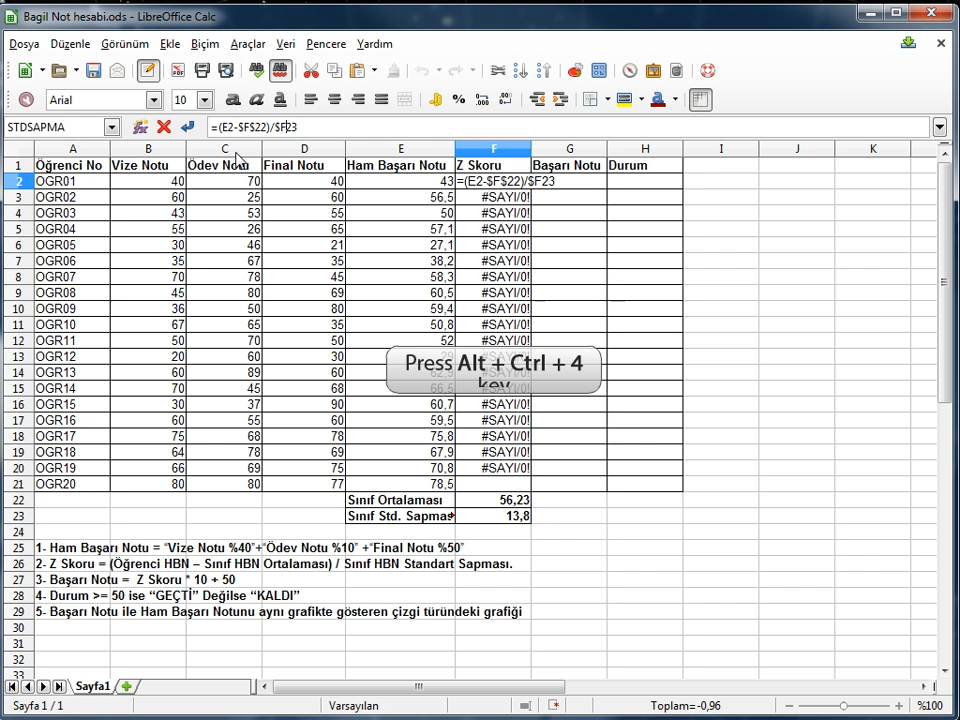 Bagil Not hesabi.ods - LibreOffice Calc
Dosya Düzenle Görünüm Ekle Biçim Araçlar Veri Pencere Yardım
Arial 10
STDSAPMA =(E2-$F$22)/$F23
A B C D E F G H I J K
1 Öğrenci No Vize Notu Ödev Notu Final Notu Ham Başarı Notu Z Skoru Başarı Notu Durum
2 OGR01 40 70 40 43 =(E2-$F$22)/$F23
3 OGR02 60 25 60 56,5 #SAYI/0!
4 OGR03 43 53 55 50 #SAYI/0!
5 OGR04 55 26 65 57,1 #SAYI/0!
6 OGR05 30 46 21 27,1 #SAYI/0!
7 OGR06 35 67 35 38,2 #SAYI/0!
8 OGR07 70 78 45 58,3 #SAYI/0!
9 OGR08 45 80 69 60,5 #SAYI/0!
10 OGR09 36 50 80 59,4 #SAYI/0!
11 OGR10 67 65 35 50,8 #SAYI/0!
12 OGR11 50 70 50 52 #SAYI/0!
13 OGR12 20 60 30 29 #SAYI/0!
14 OGR13 60 89 60 62,9 #SAYI/0!
15 OGR14 70 45 68 66,5 #SAYI/0!
16 OGR15 30 37 90 60,7 #SAYI/0!
17 OGR16 60 55 60 59,5 #SAYI/0!
18 OGR17 75 68 78 75,8 #SAYI/0!
19 OGR18 64 78 69 67,9 #SAYI/0!
20 OGR19 66 69 75 70,8 #SAYI/0!
21 OGR20 80 80 77 78,5
Press Alt + Ctrl + 4
key
22 Sınıf Ortalaması 56,23
23 Sınıf Std. Sapmas 13,8
24
25 1- Ham Başarı Notu = “Vize Notu %40”+“Ödev Notu %10” +“Final Notu %50”
26 2- Z Skoru = (Öğrenci HBN – Sınıf HBN Ortalaması) / Sınıf HBN Standart Sapması.
27 3- Başarı Notu = Z Skoru * 10 + 50
28 4- Durum >= 50 ise “GEÇTİ” Değilse “KALDI”
29 5- Başarı Notu ile Ham Başarı Notunu aynı grafikte gösteren çizgi türündeki grafiği
30
31
32
33
Sayfa1
Sayfa 1 / 1 Varsayılan Toplam=-0,96 %100